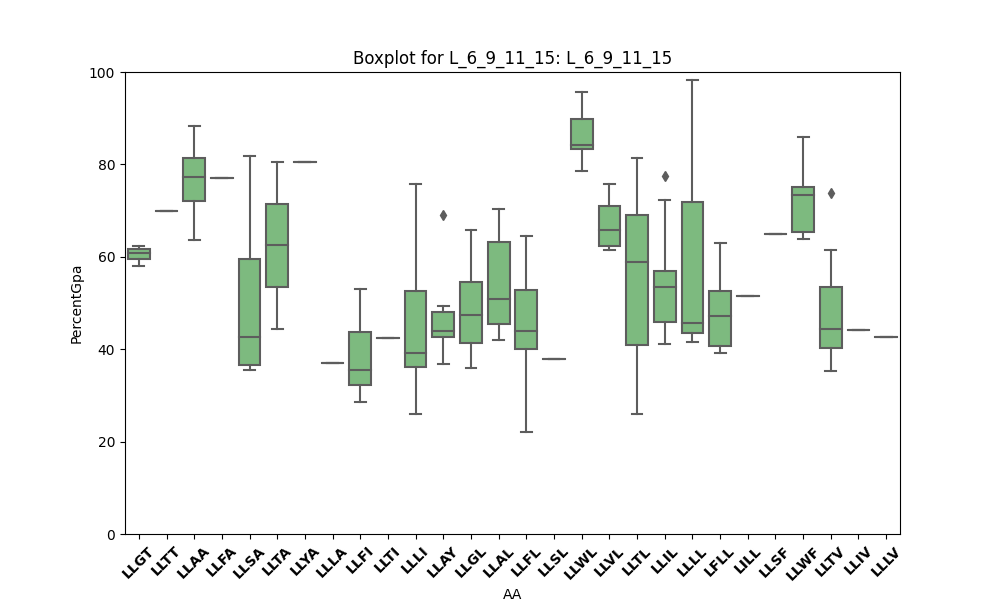 Boxplot for L_6_9_11_15: L_6_9_11_15
100
80
60
40
20
0
PercentGpa
LLGT LLTT LLAA LLFA LLSA LLTA LLYA LLLA LLFI LLTI LLLI LLAY LLGL LLAL LLFL LLSL LLWL LLVL LLTL LLIL LLLL LFLL LILL LLSF LLWF LLTV LLIV LLLV
AA